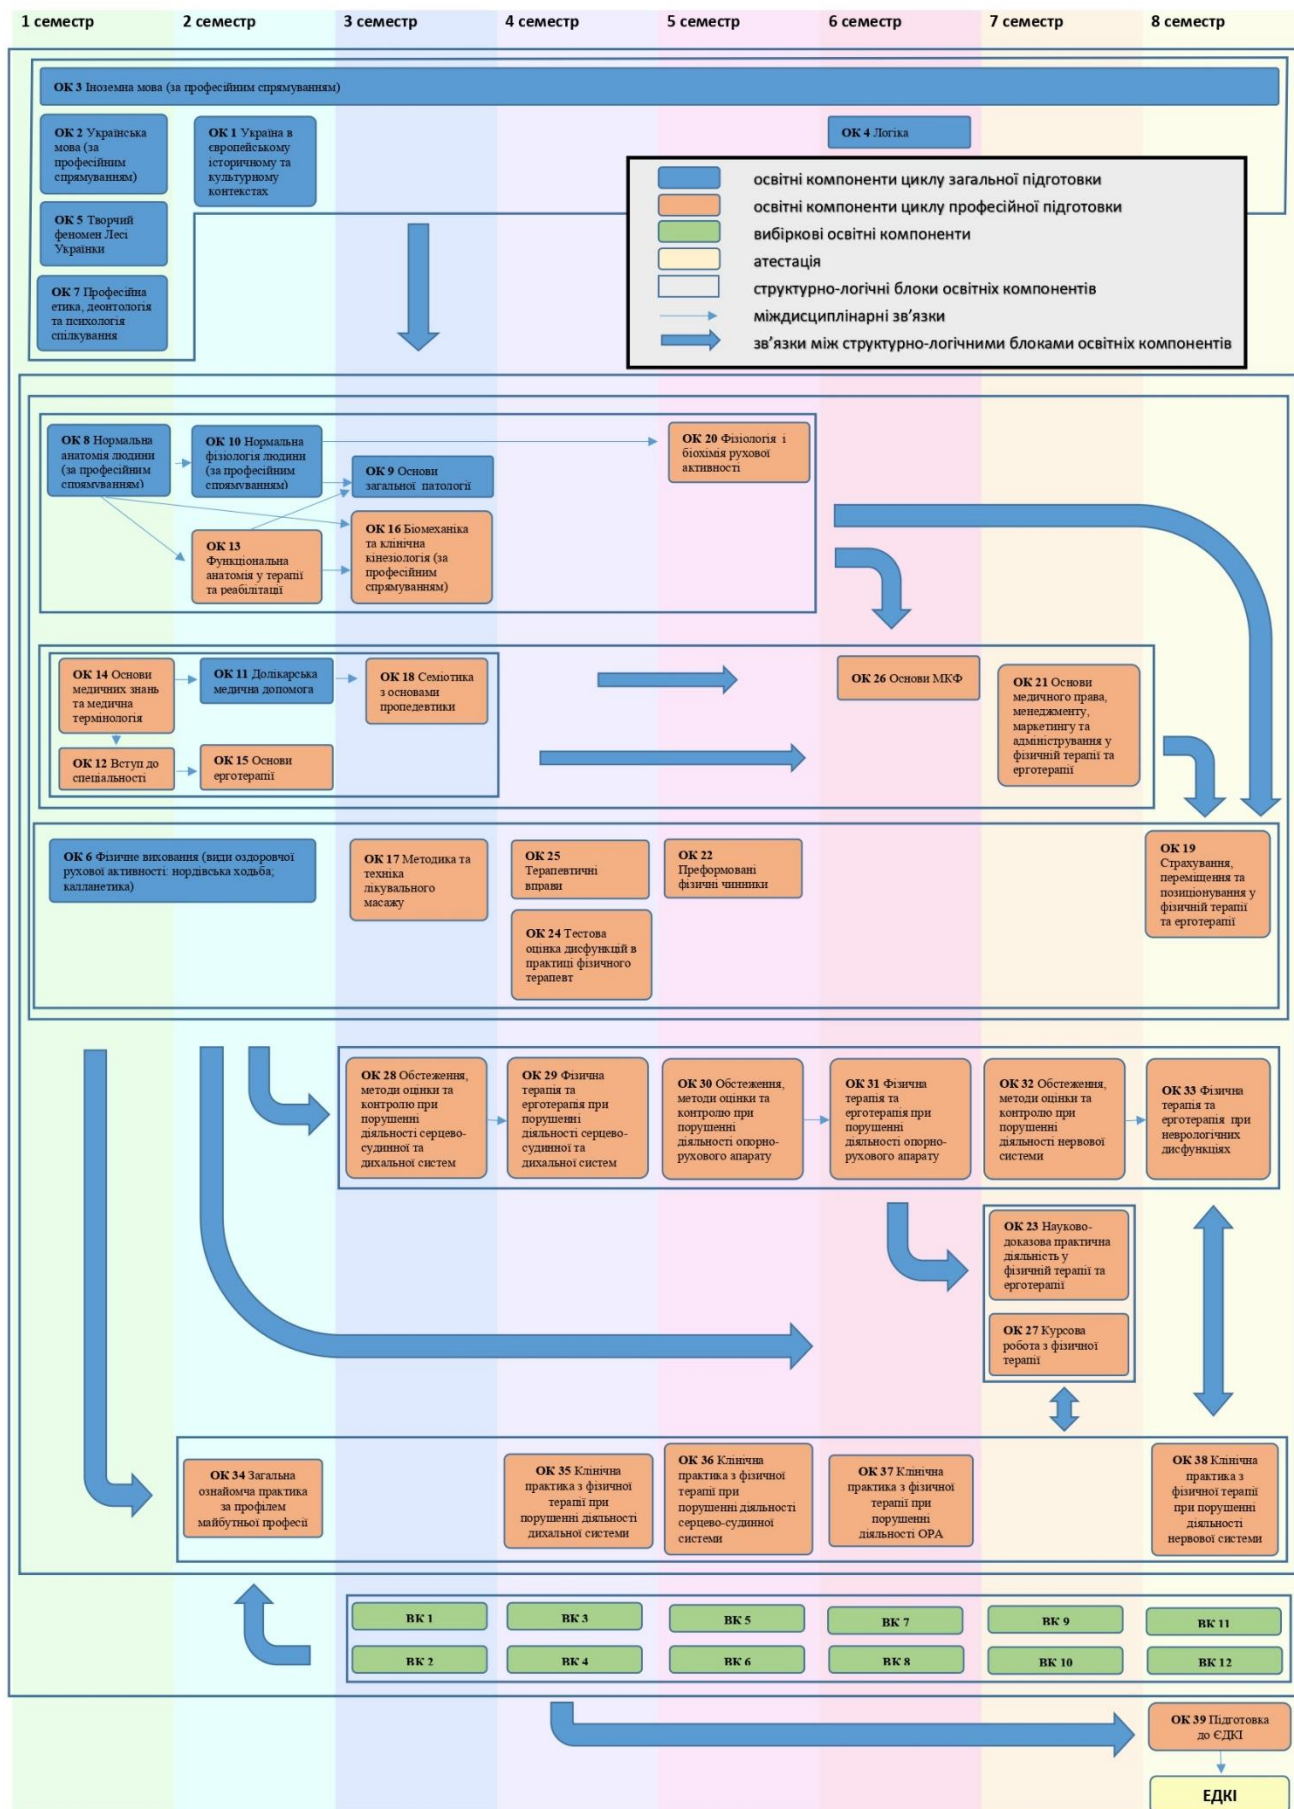 1 семестр
2 семестр
3 семестр
4 семестр
5 семестр
6 семестр
7 семестр
8 семестр
ОК 3 Іноземна мова (за професійним спрямуванням)
ОК 2 Українська
мова (за
професійним
спрямуванням)
ОК 1 Україна в
європейському
історичному та
культурному
контекстах
ОК 4 Логіка
ОК 5 Творчий
феномен Лесі
Українки
ОК 7 Професійна
етика, деонтологія
та психологія
спілкування
освітні компоненти циклу загальної підготовки
освітні компоненти циклу професійної підготовки
вибіркові освітні компоненти
атестація
структурно-логічні блоки освітніх компонентів
міждисциплінарні зв’язки
зв’язки між структурно-логічними блоками освітніх компонентів
ОК 8 Нормальна
анатомія людини
(за професійним
спрямуванням)
ОК 10 Нормальна
фізіологія людини
(за професійним
спрямуванням)
ОК 9 Основи
загальної патології
ОК 20 Фізіологія і
біохімія рухової
активності
ОК 13
Функціональна
анатомія у терапії
та реабілітації
ОК 16 Біомеханіка
та клінічна
кінезіологія (за
професійним
спрямуванням)
ОК 14 Основи
медичних знань
та медична
термінологія
ОК 11 Долікарська
медична допомога
ОК 18 Семіотика
з основами
пропедевтики
ОК 26 Основи МКФ
ОК 21 Основи
медичного права,
менеджменту,
маркетингу та
адміністрування у
фізичній терапії та
ерготерапії
ОК 12 Вступ до
спеціальності
ОК 15 Основи
ерготерапії
ОК 6 Фізичне виховання (види оздоровчої
рухової активності: нордівська ходьба;
калланетика)
ОК 17 Методика та
техніка
лікувального
масажу
ОК 25
Терапевтичні
вправи
ОК 22
Преформовані
фізичні чинники
ОК 19
Страхування,
переміщення та
позиціонування у
фізичній терапії
та ерготерапії
ОК 24 Тестова
оцінка дисфункцій в
практиці фізичного
терапевт
ОК 28 Обстеження,
методи оцінки та
контролю при
порушенні
діяльності серцево-
судинної та
дихальної систем
ОК 29 Фізична
терапія та
ерготерапія при
порушенні
діяльності серцево-
судинної та
дихальної систем
ОК 30 Обстеження,
методи оцінки та
контролю при
порушенні
діяльності опорно-
рухового апарату
ОК 31 Фізична
терапія та
ерготерапія при
порушенні
діяльності опорно-
рухового апарату
ОК 32 Обстеження,
методи оцінки та
контролю при
порушенні
діяльності нервової
системи
ОК 33 Фізична
терапія та
ерготерапія при
неврологічних
дисфункціях
ОК 23 Науково-
доказова практична
діяльність у
фізичній терапії та
ерготерапії
ОК 27 Курсова
робота з фізичної
терапії
ОК 34 Загальна
ознайомча практика
за профілем
майбутньої професії
ОК 35 Клінічна
практика з фізичної
терапії при
порушенні діяльності
дихальної системи
ОК 36 Клінічна
практика з фізичної
терапії при
порушенні діяльності
серцево-судинної
системи
ОК 37 Клінічна
практика з фізичної
терапії при
порушенні
діяльності ОРА
ОК 38 Клінічна
практика з
фізичної терапії
при порушенні
діяльності
нервової системи
ВК 1
ВК 3
ВК 5
ВК 7
ВК 9
ВК 11
ВК 2
ВК 4
ВК 6
ВК 8
ВК 10
ВК 12
ОК 39 Підготовка
до ЄДКІ
ЕДКІ